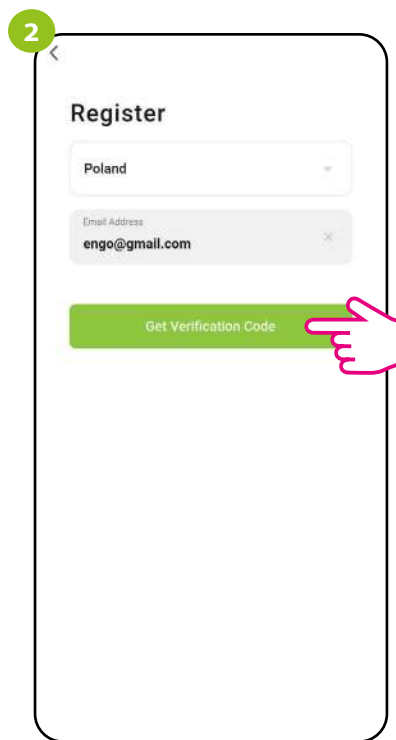 2
Register
Poland
Email Address
engo@gmail.com
Get Verification Code